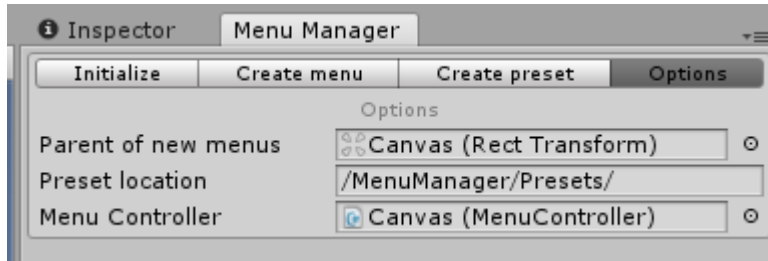 Inspector Menu Manager
Initialize Create menu Create preset Options
Options
Parent of new menus Canvas (Rect Transform)
Preset location /MenuManager/Presets/
Menu Controller Canvas (MenuController)